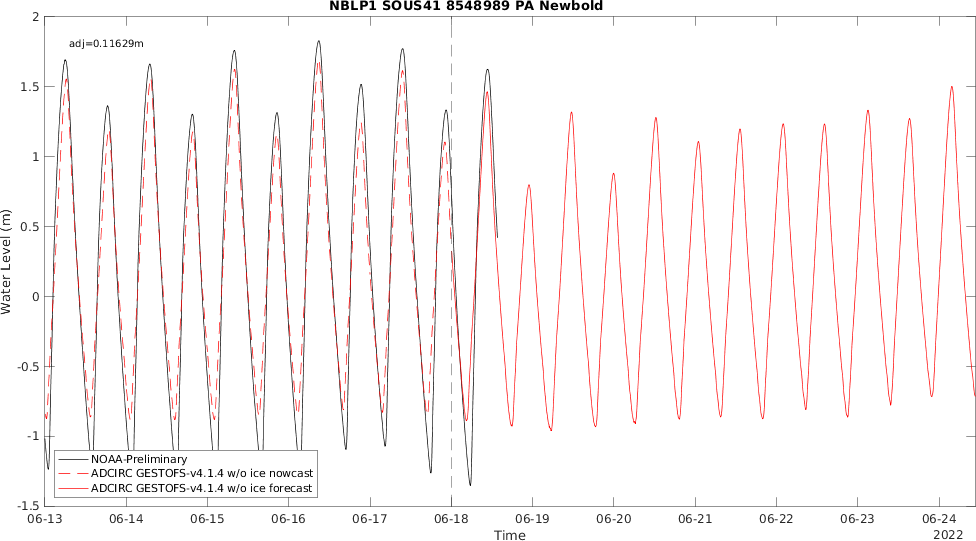 NBLP1 SOUS41 8548989 PA Newbold
adj=0.11629m
2
1.5
1
0.5
0
-0.5
-1
-1.5
Water Level (m)
NOAA-Preliminary
ADCIRC GESTOFS-v4.1.4 w/o ice nowcast
ADCIRC GESTOFS-v4.1.4 w/o ice forecast
06-13 06-14 06-15 06-16 06-17 06-18 06-19 06-20 06-21 06-22 06-23 06-24
Time
2022